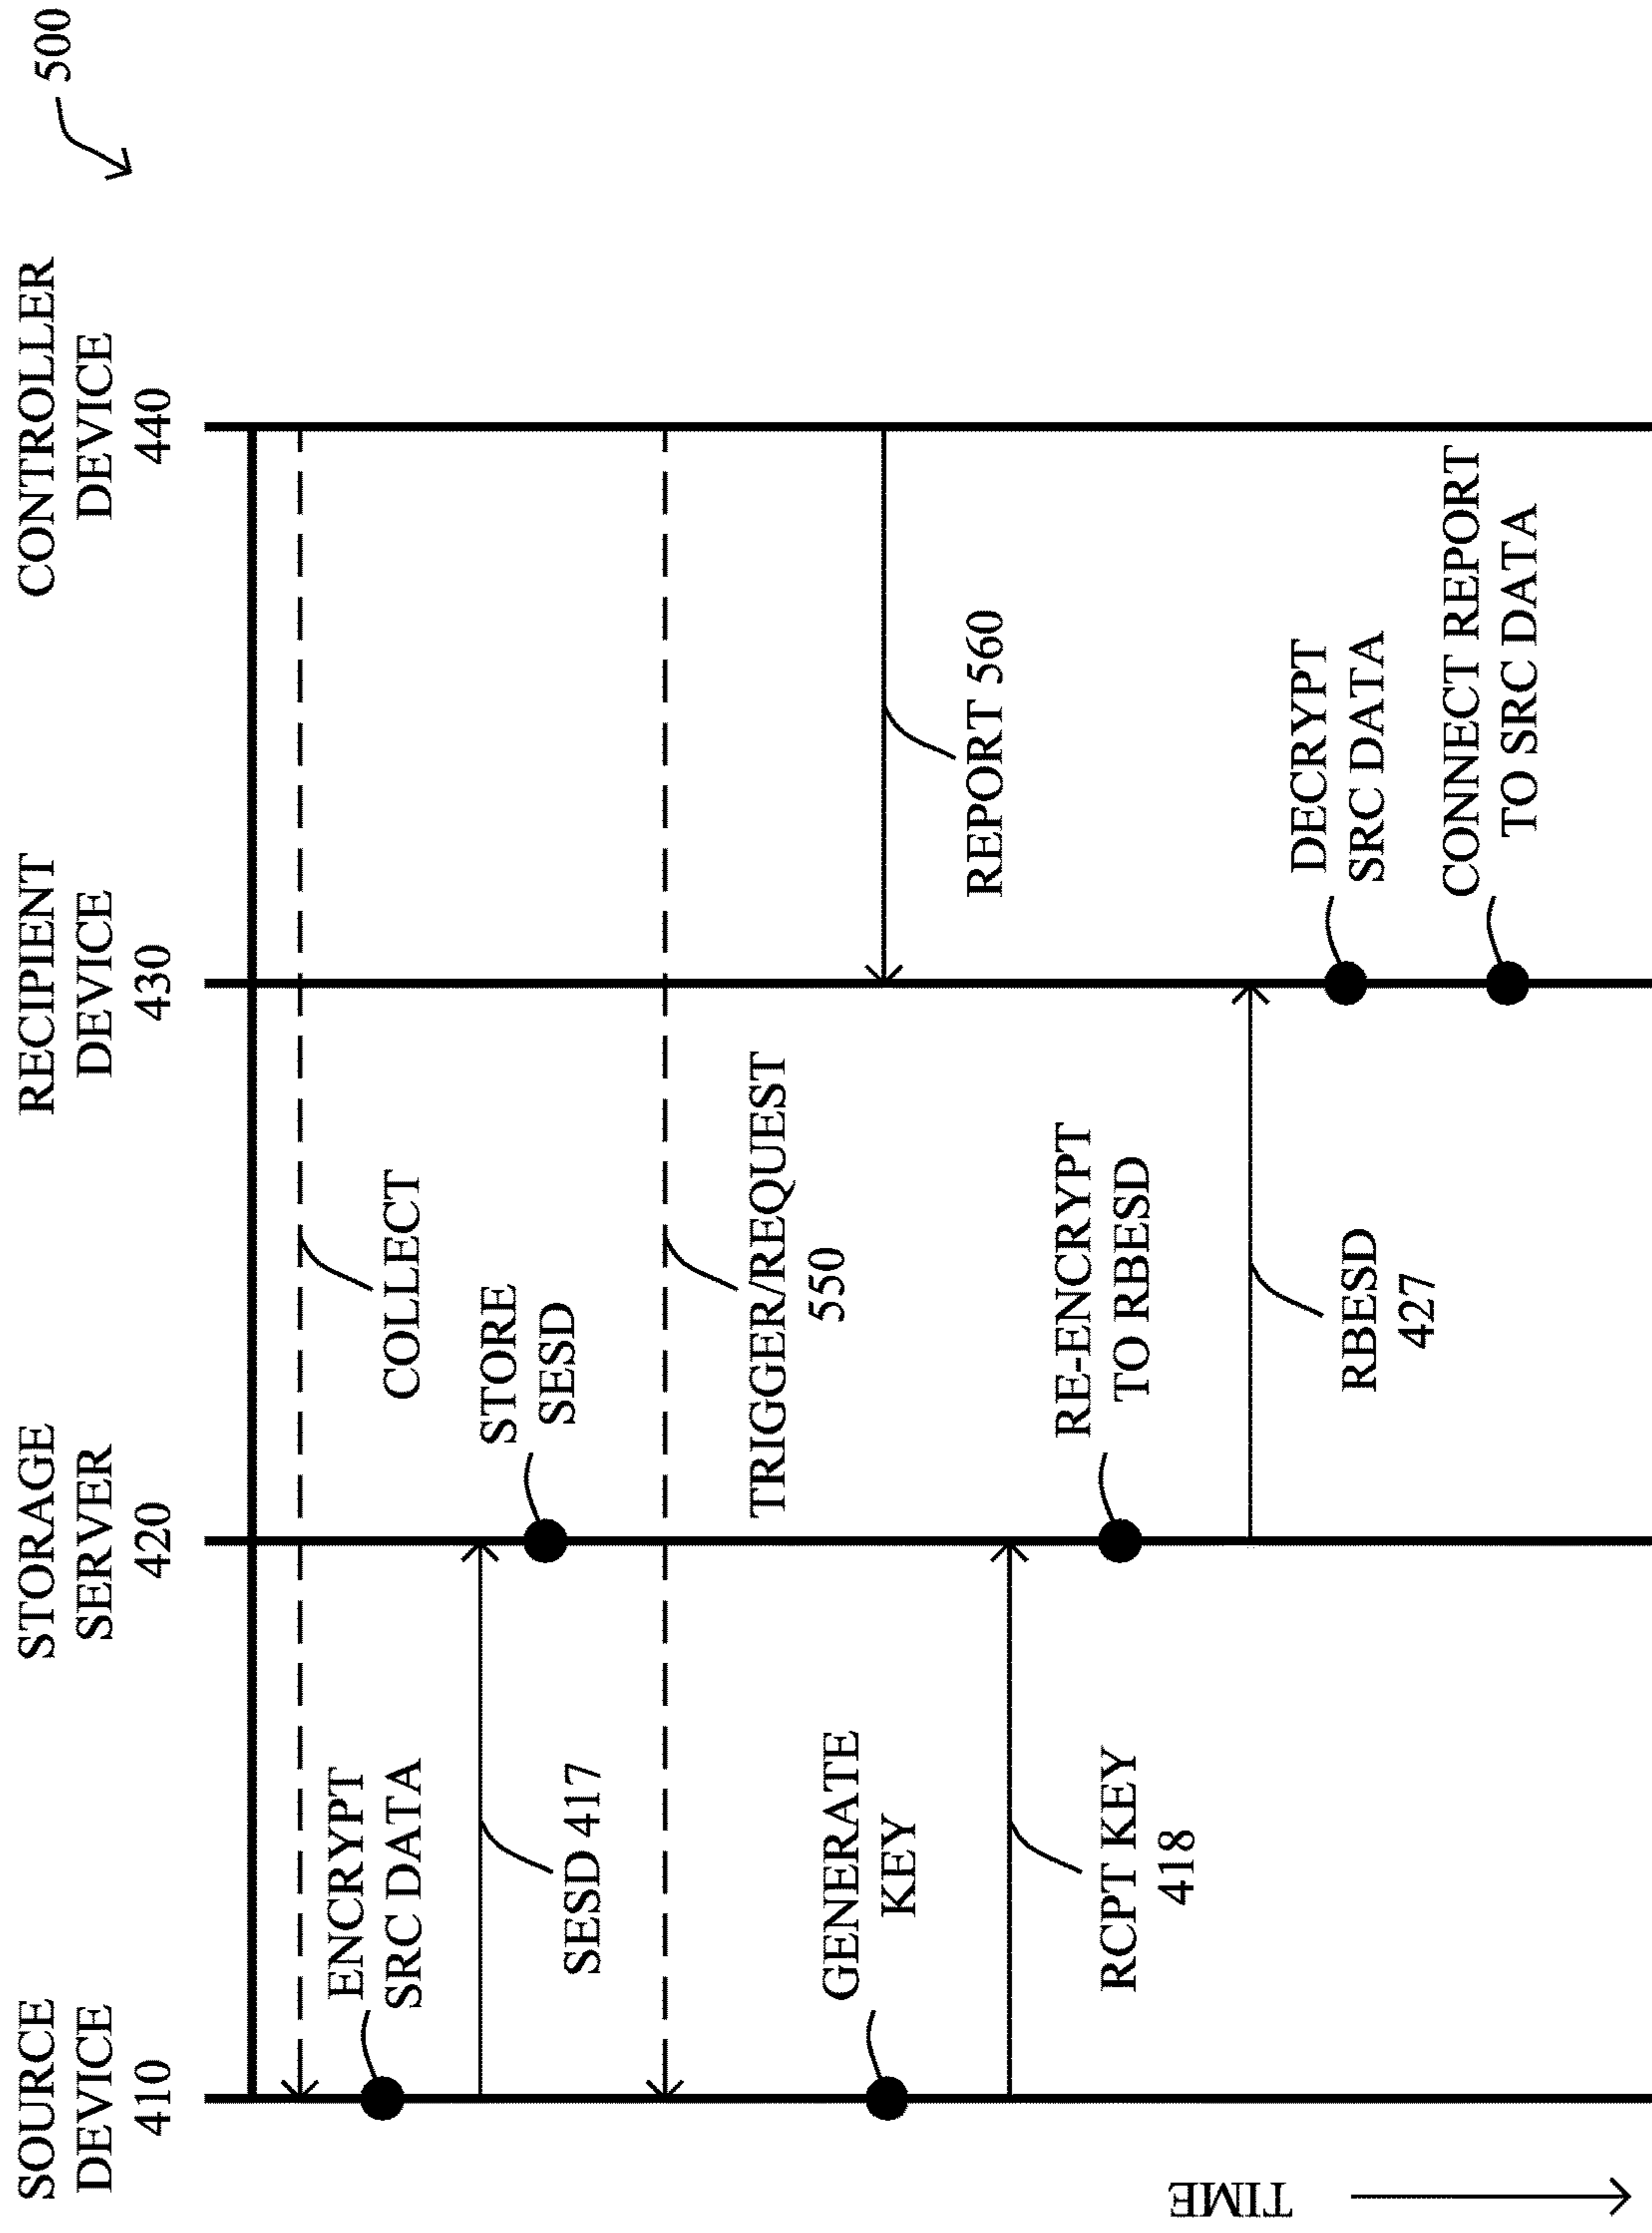 500
SOURCE
DEVICE
410
STORAGE
SERVER
420
RECIPIENT
DEVICE
430
CONTROLLER
DEVICE
440
COLLECT
ENCRYPT
SRC DATA
SESD 417
STORE
SESD
TRIGGER/REQUEST
550
GENERATE
KEY
REPORT 560
RCPT KEY
418
RE-ENCRYPT
TO RBESD
RBESD
427
DECRYPT
SRC DATA
CONNECT REPORT
TO SRC DATA
TIME